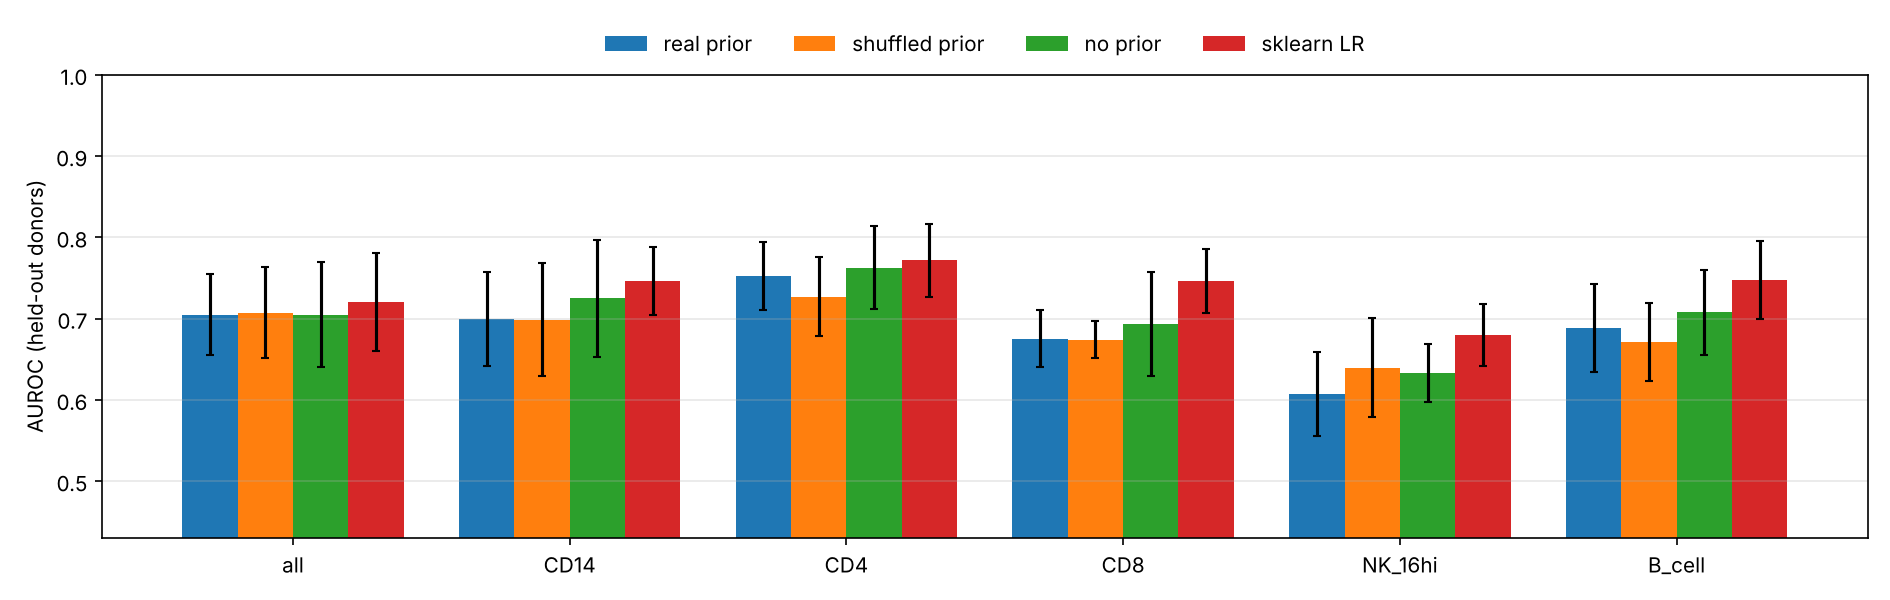 real prior shuffled prior no prior sklearn LR
1.0
0.9
0.8
0.7
0.6
0.5
AUROC (held-out donors)
all CD14 CD4 CD8 NK_16hi B_cell